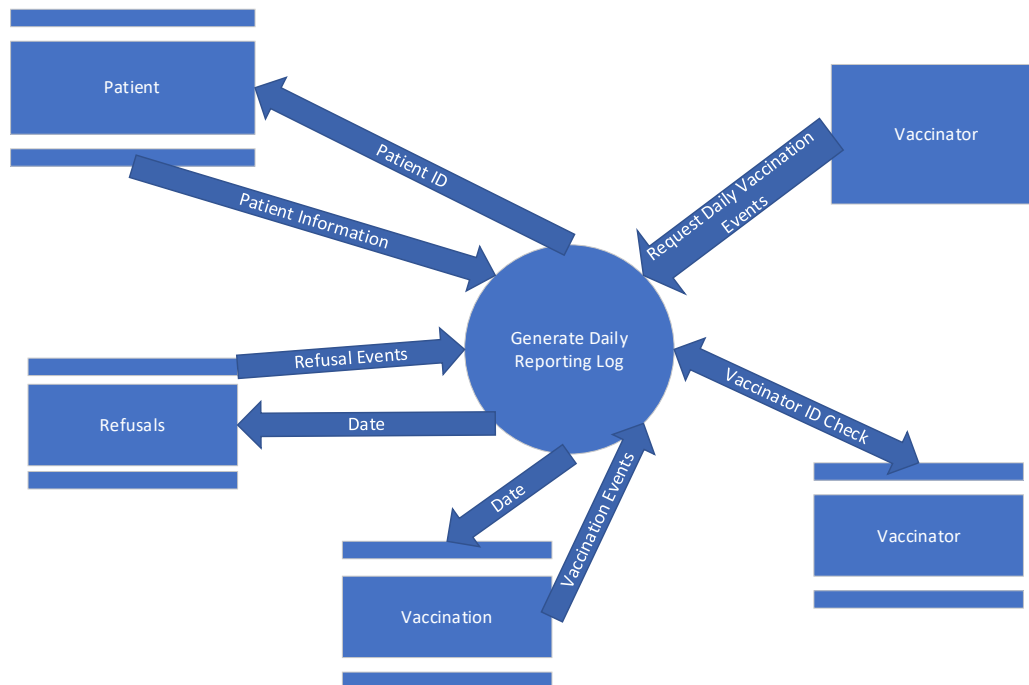 Patient
Vaccinator
Patient ID
Request Daily Vaccination
Events
Patient Information
Generate Daily
Reporting Log
Refusal Events
Vaccinator ID Check
Refusals
Date
Date
Vaccination Events
Vaccinator
Vaccination